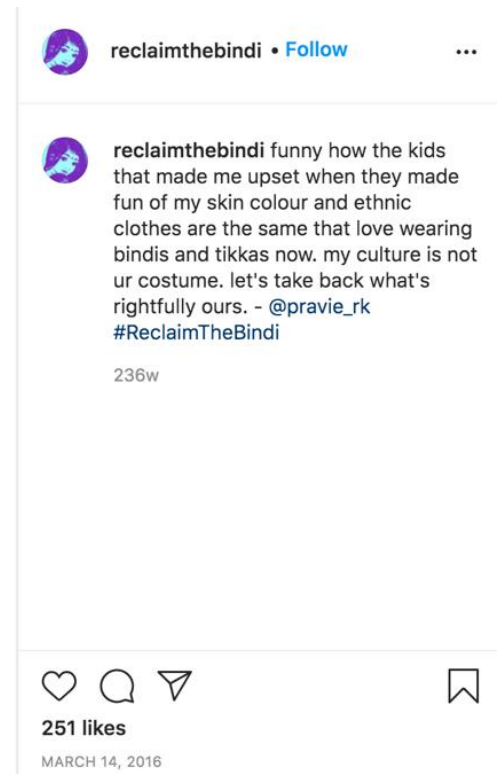 reclaimthebindi • Follow
reclaimthebindi funny how the kids
that made me upset when they made
fun of my skin colour and ethnic
clothes are the same that love wearing
bindis and tikkas now. my culture is not
ur costume. let's take back what's
rightfully ours. - @pravie_rk
#ReclaimTheBindi
236w
251 likes
MARCH 14, 2016